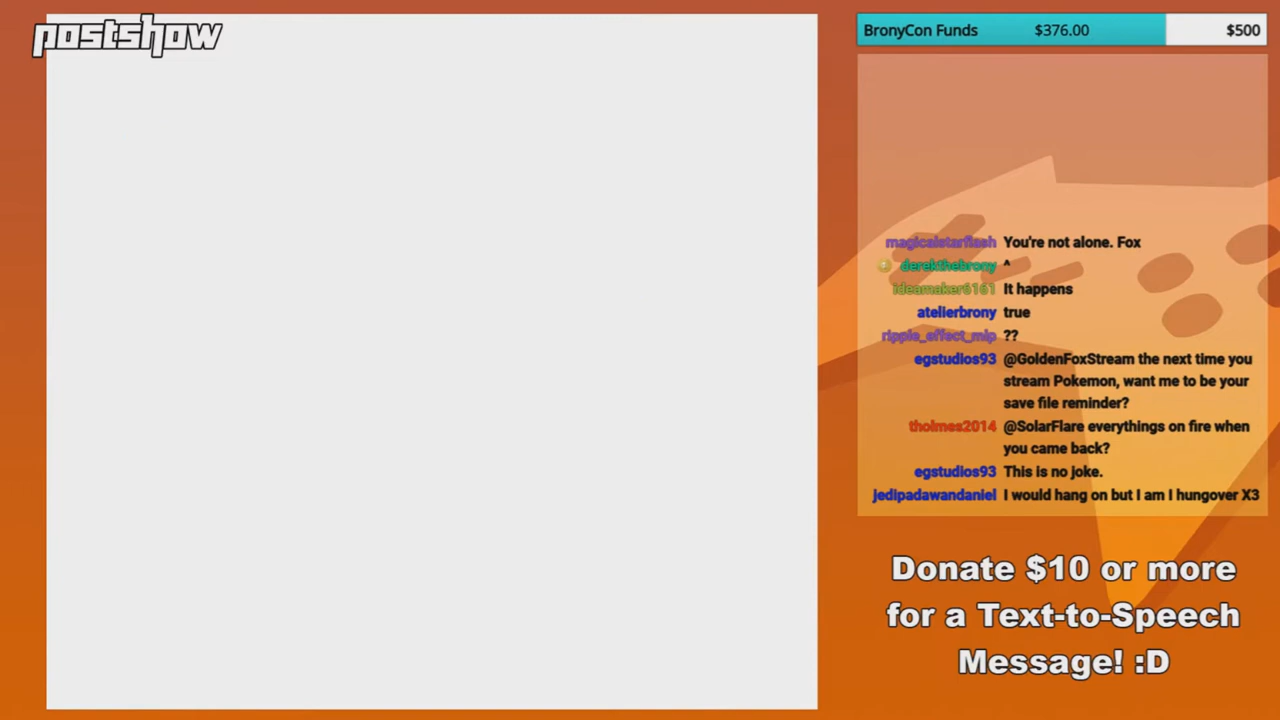 postshow
BronyCon Funds $376.00 $500
magicalstarflash You're not alone. Fox
derekthebrony ^
ideamaker6161 It happens
atelierbrony true
ripple_effect_mlp ??
egstudios93 @GoldenFoxStream the next time you
stream Pokemon, want me to be your
save file reminder?
tholmes2014 @SolarFlare everythings on fire when
you came back?
egstudios93 This is no joke.
jedipadawandaniel I would hang on but I am I hungover X3
Donate $10 or more
for a Text-to-Speech
Message! :D